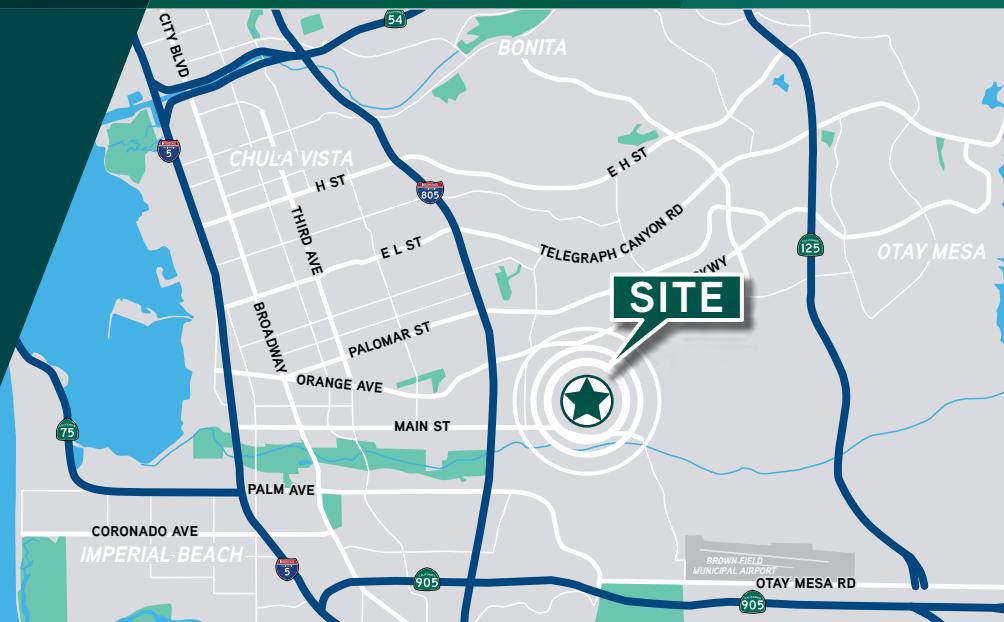 54
CITY BLVD
BONITA
5
CHULA VISTA
E H ST
H ST
805
THIRD AVE
TELEGRAPH CANYON RD
E L ST
125
OTAY MESA
SITE
BROADWAY
PALOMAR ST
ORANGE AVE
MAIN ST
75
PALM AVE
CORONADO AVE
IMPERIAL BEACH
BROWN FIELD
MUNICIPAL AIRPORT
5
905
OTAY MESA RD
905